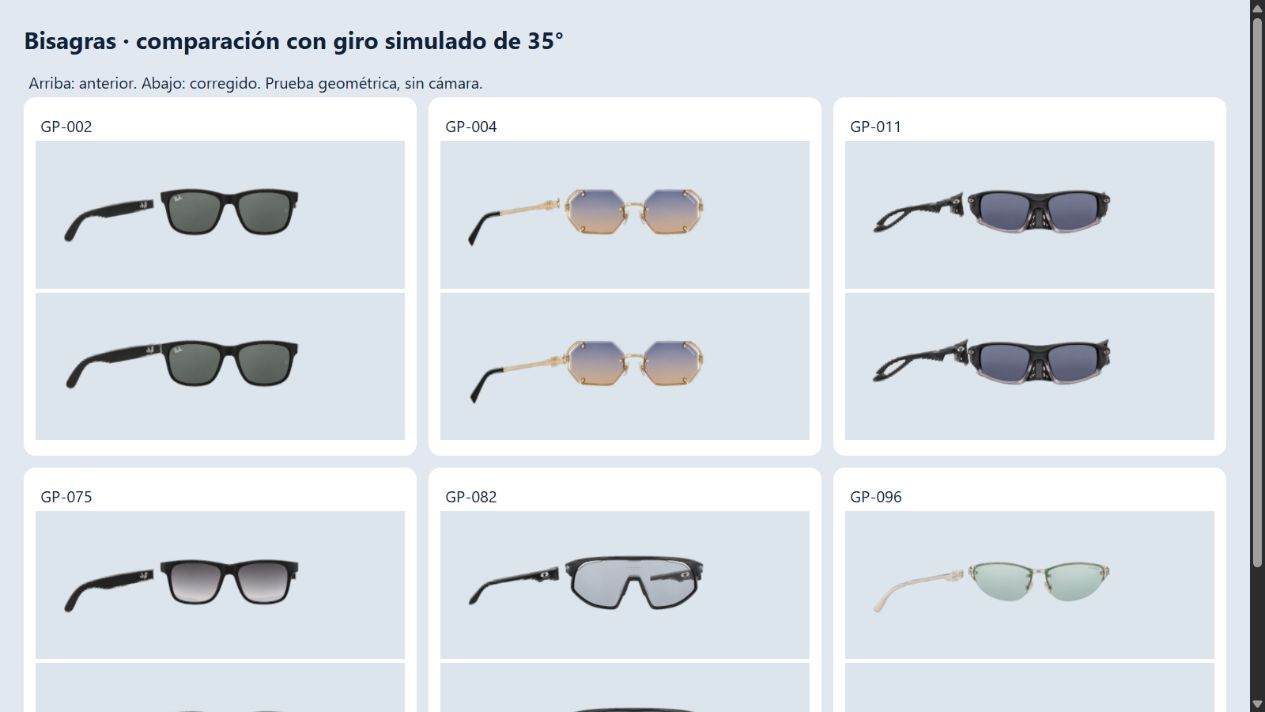 Bisagras · comparación con giro simulado de 35°
Arriba: anterior. Abajo: corregido. Prueba geométrica, sin cámara.
GP-002
GP-004
GP-011
GP-075
GP-082
GP-096